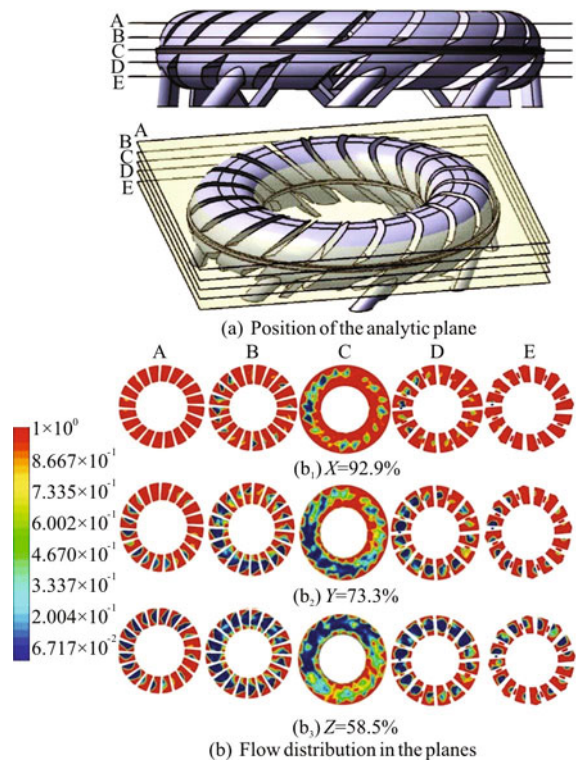 A
B
C
D
E
A
B
C
D
E
(a) Position of the analytic plane
A B C D E
1×10⁰
8.667×10⁻¹
7.335×10⁻¹
6.002×10⁻¹
4.670×10⁻¹
3.337×10⁻¹
2.004×10⁻¹
6.717×10⁻²
(b₁) X=92.9%
(b₂) Y=73.3%
(b₃) Z=58.5%
(b) Flow distribution in the planes